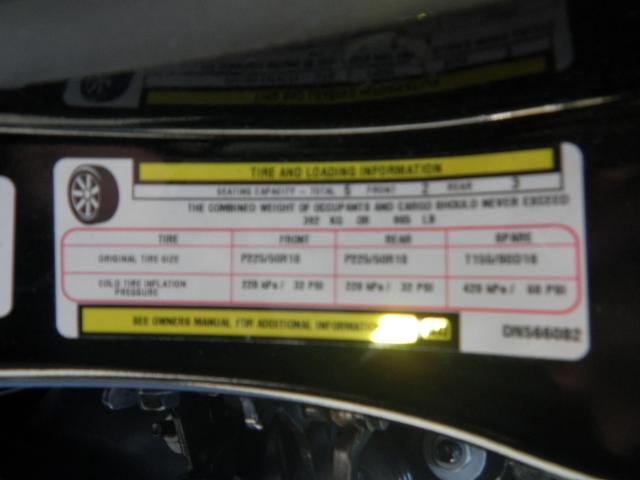 TIRE AND LOADING INFORMATION
SEATING CAPACITY - TOTAL 5 FRONT 2 REAR 3
THE COMBINED WEIGHT OF OCCUPANTS AND CARGO SHOULD NEVER EXCEED
392 KG OR 865 LB
TIRE FRONT REAR SPARE
ORIGINAL TIRE SIZE P225/50R18 P225/50R18
COLD TIRE INFLATION 220 kPa / 32 PSI 220 kPa / 32 PSI 420 kPa / 60 PSI
PRESSURE
SEE OWNERS MANUAL FOR ADDITIONAL INFORMATION